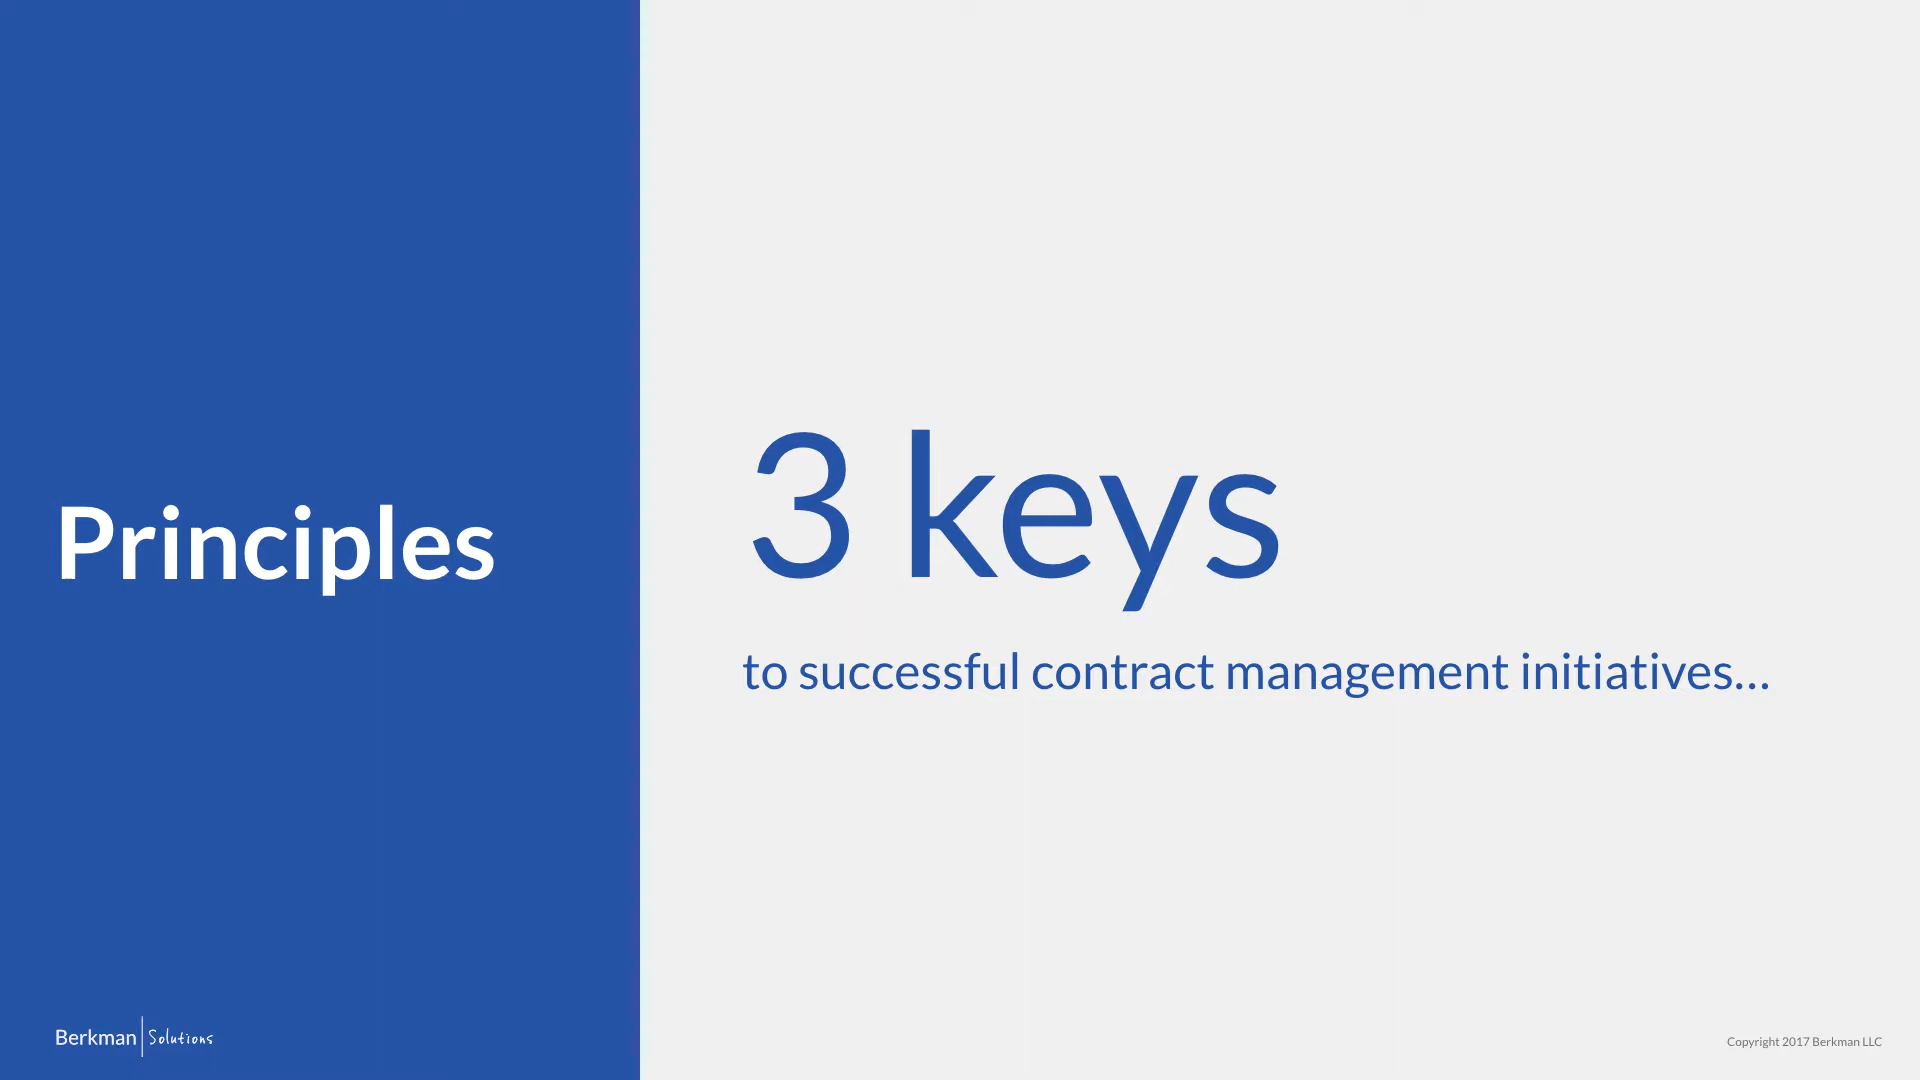 Principles
3 keys
to successful contract management initiatives...
Berkman Solutions
Copyright 2017 Berkman LLC